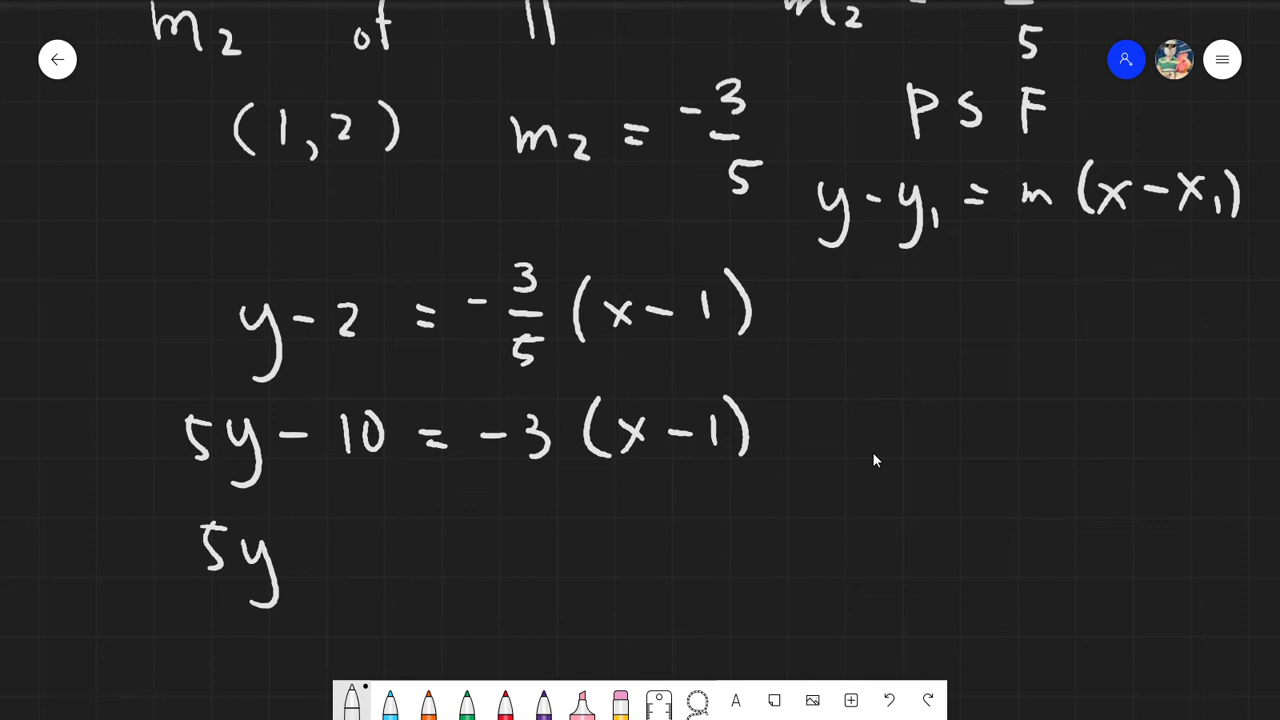 m₂ of || m₂ = -/5
(1, 2) m₂ = -3/5 P S F
y - y₁ = m (x - x₁)
y - 2 = -3/5 (x - 1)
5y - 10 = -3 (x - 1)
5y
A